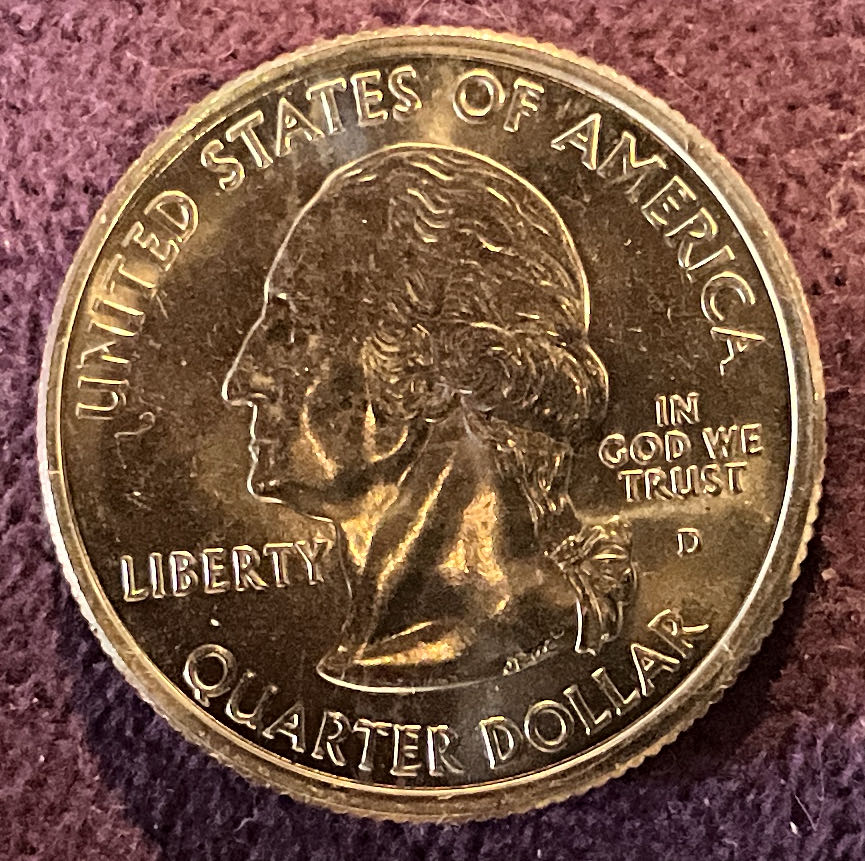 UNITED STATES OF AMERICA
IN
GOD WE
TRUST
D
LIBERTY
QUARTER DOLLAR